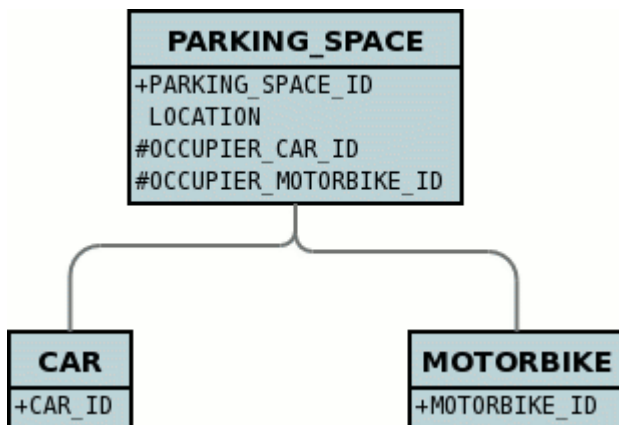 PARKING_SPACE
+PARKING_SPACE_ID
LOCATION
#OCCUPIER_CAR_ID
#OCCUPIER_MOTORBIKE_ID
CAR
+CAR_ID
MOTORBIKE
+MOTORBIKE_ID